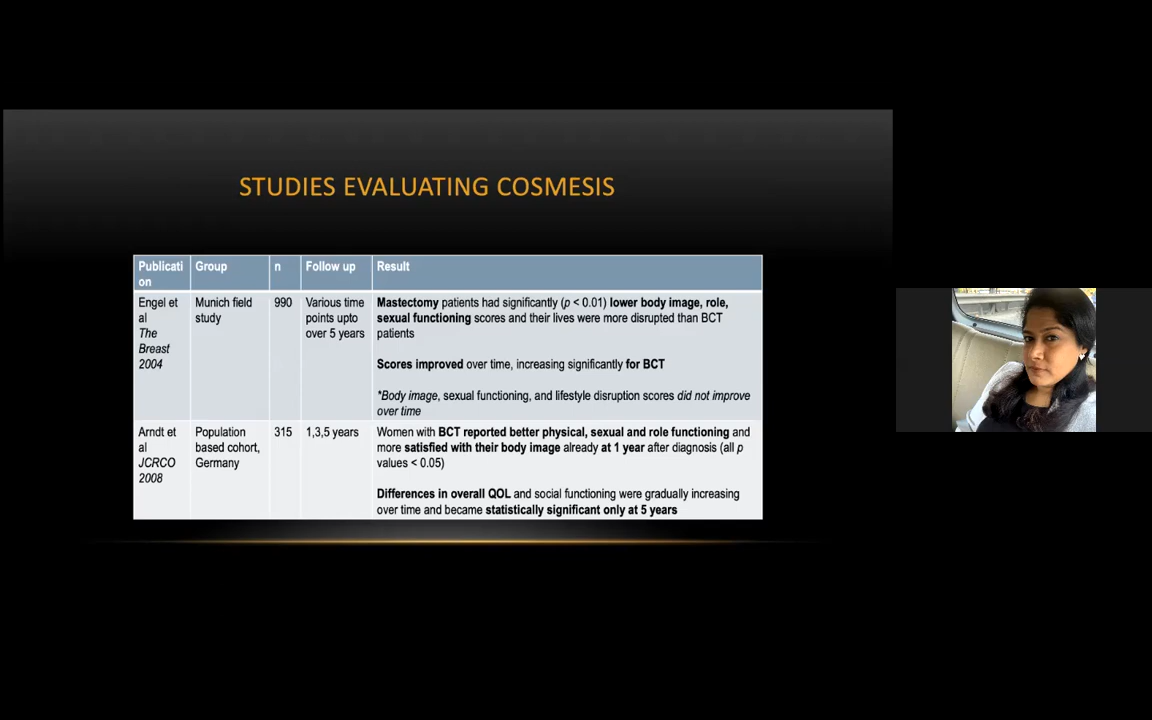 STUDIES EVALUATING COSMESIS
Publicati
on
Group
n
Follow up
Result
Engel et
al
The
Breast
2004
Munich field
study
990
Various time
points upto
over 5 years
Mastectomy patients had significantly (p < 0.01) lower body image, role,
sexual functioning scores and their lives were more disrupted than BCT
patients
Scores improved over time, increasing significantly for BCT
*Body image, sexual functioning, and lifestyle disruption scores did not improve
over time
Arndt et
al
JCRCO
2008
Population
based cohort,
Germany
315
1,3,5 years
Women with BCT reported better physical, sexual and role functioning and
more satisfied with their body image already at 1 year after diagnosis (all p
values < 0.05)
Differences in overall QOL and social functioning were gradually increasing
over time and became statistically significant only at 5 years